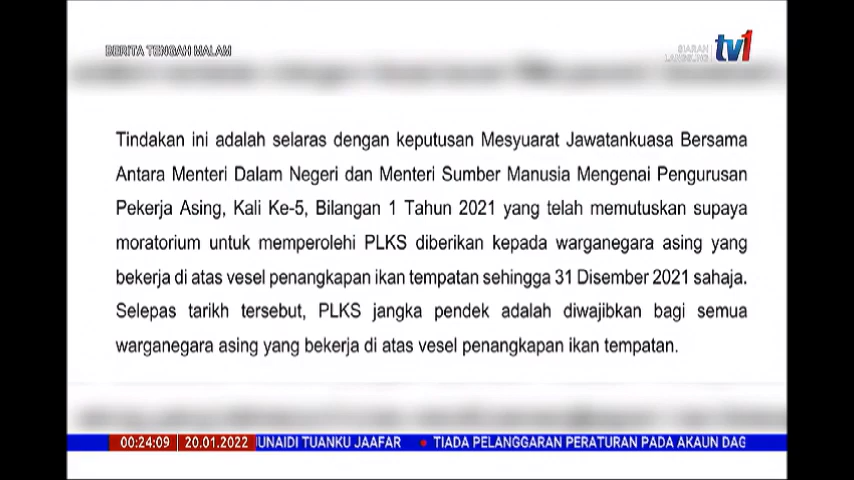 BERITA TENGAH MALAM
SIARAN
LANGSUNG
tv1
Tindakan ini adalah selaras dengan keputusan Mesyuarat Jawatankuasa Bersama
Antara Menteri Dalam Negeri dan Menteri Sumber Manusia Mengenai Pengurusan
Pekerja Asing, Kali Ke-5, Bilangan 1 Tahun 2021 yang telah memutuskan supaya
moratorium untuk memperolehi PLKS diberikan kepada warganegara asing yang
bekerja di atas vesel penangkapan ikan tempatan sehingga 31 Disember 2021 sahaja.
Selepas tarikh tersebut, PLKS jangka pendek adalah diwajibkan bagi semua
warganegara asing yang bekerja di atas vesel penangkapan ikan tempatan.
00:24:09 20.01.2022 UNAIDI TUANKU JAAFAR • TIADA PELANGGARAN PERATURAN PADA AKAUN DAG